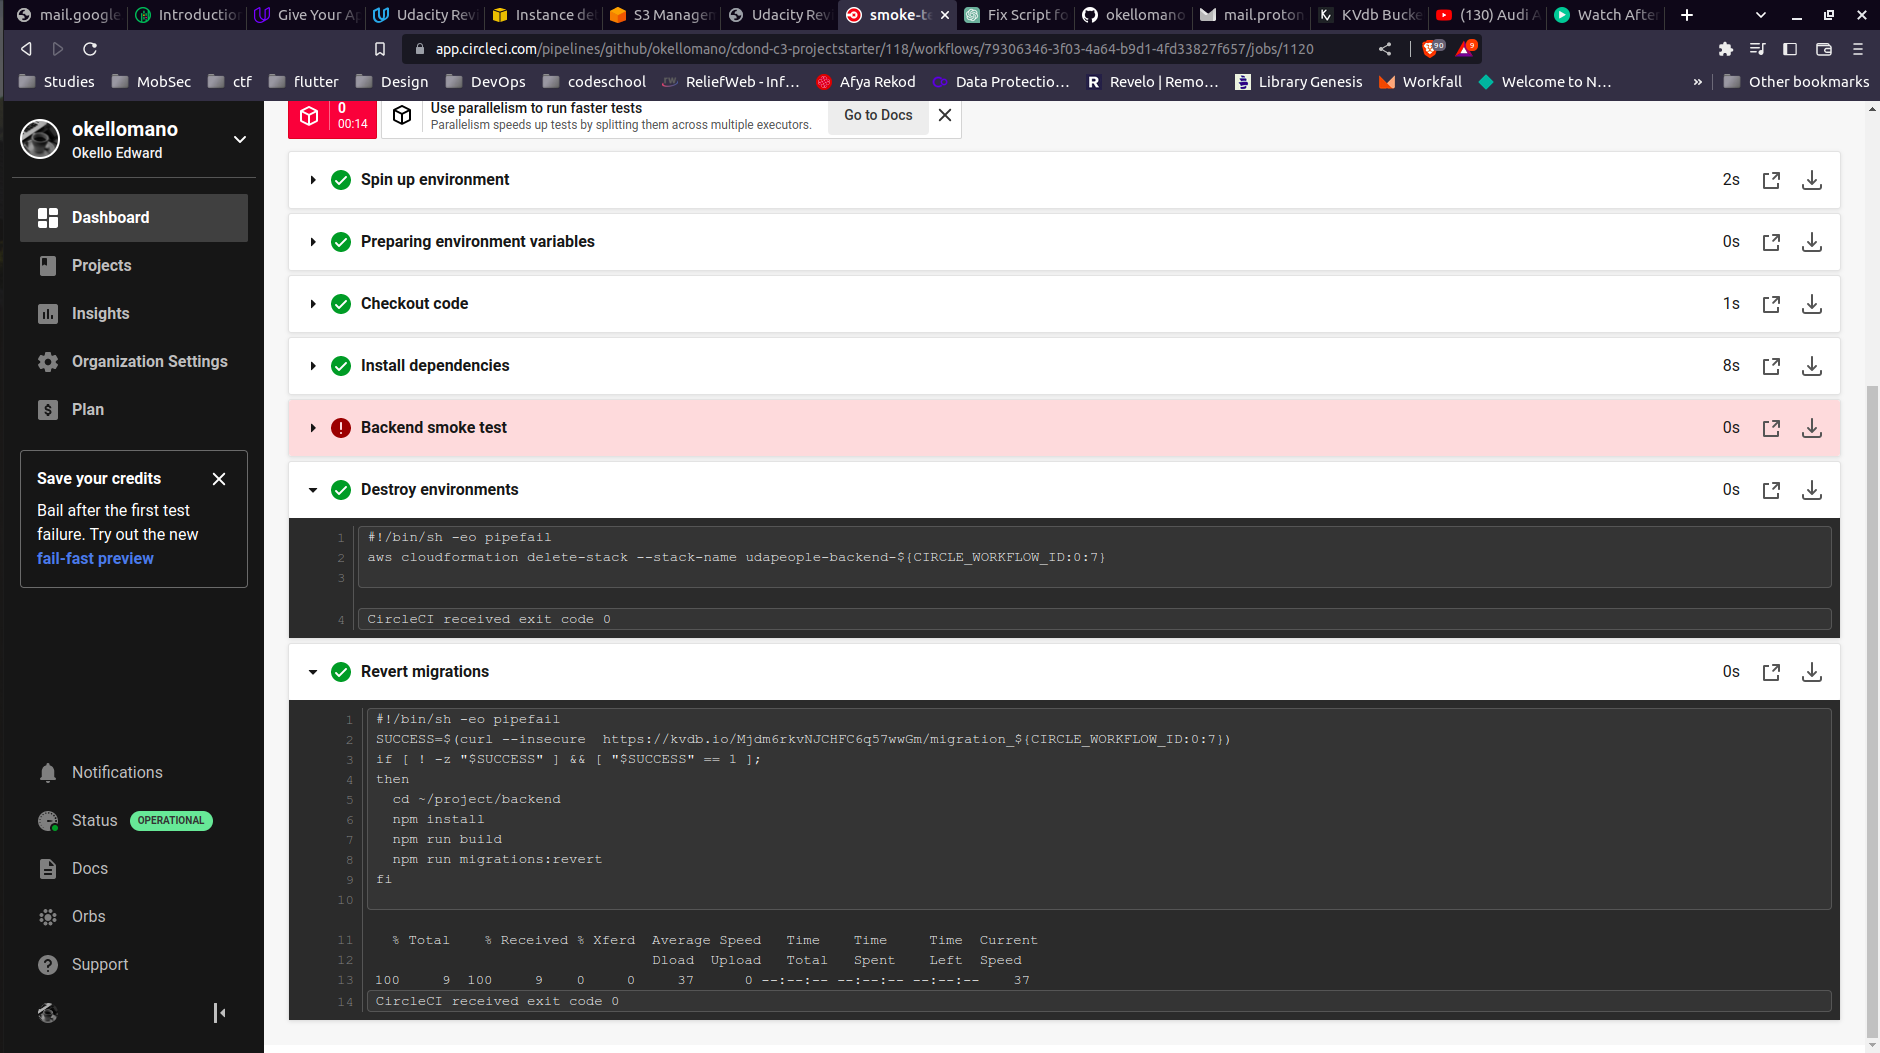 mail.google
Introduction
Give Your Ap
Udacity Revi
Instance det
S3 Managem
Udacity Revi
smoke-te
Fix Script fo
okellomano
mail.proton
KVdb Bucke
(130) Audi A
Watch After
app.circleci.com/pipelines/github/okellomano/cdond-c3-projectstarter/118/workflows/79306346-3f03-4a64-b9d1-4fd33827f657/jobs/1120
90
9
Studies
MobSec
ctf
flutter
Design
DevOps
codeschool
ReliefWeb - Inf...
Afya Rekod
Data Protectio...
Revelo | Remo...
Library Genesis
Workfall
Welcome to N...
»
Other bookmarks
okellomano
Okello Edward
Dashboard
Projects
Insights
Organization Settings
Plan
Save your credits
Bail after the first test
failure. Try out the new
fail-fast preview
Notifications
Status OPERATIONAL
Docs
Orbs
Support
0
00:14
Use parallelism to run faster tests
Parallelism speeds up tests by splitting them across multiple executors.
Go to Docs
Spin up environment 2s
Preparing environment variables 0s
Checkout code 1s
Install dependencies 8s
Backend smoke test 0s
Destroy environments 0s
1 #!/bin/sh -eo pipefail
2 aws cloudformation delete-stack --stack-name udapeople-backend-${CIRCLE_WORKFLOW_ID:0:7}
3
4 CircleCI received exit code 0
Revert migrations 0s
1 #!/bin/sh -eo pipefail
2 SUCCESS=$(curl --insecure  https://kvdb.io/Mjdm6rkvNJCHFC6q57wwGm/migration_${CIRCLE_WORKFLOW_ID:0:7})
3 if [ ! -z "$SUCCESS" ] && [ "$SUCCESS" == 1 ];
4 then
5   cd ~/project/backend
6   npm install
7   npm run build
8   npm run migrations:revert
9 fi
10
11   % Total    % Received % Xferd  Average Speed   Time    Time     Time  Current
12                                  Dload  Upload   Total   Spent    Left  Speed
13 100     9  100     9    0     0     37      0 --:--:-- --:--:-- --:--:--    37
14 CircleCI received exit code 0